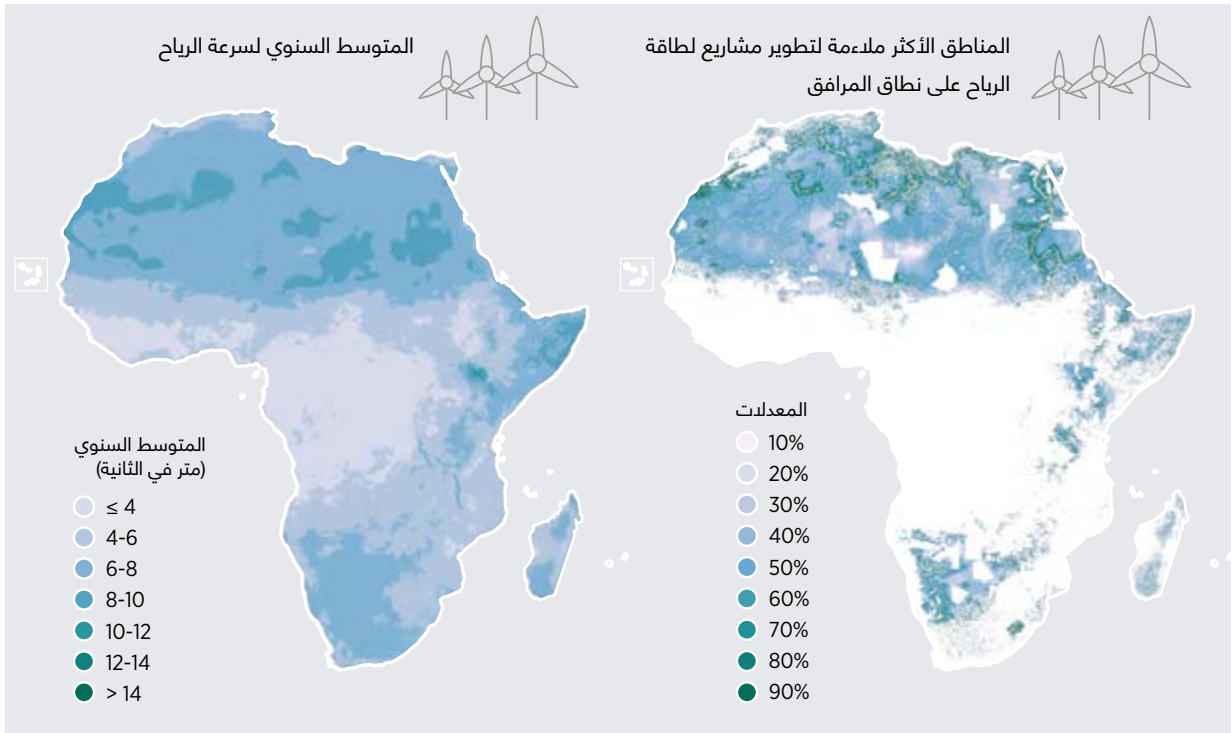 المناطق الأكثر ملاءمة لتطوير مشاريع لطاقة
الرياح على نطاق المرافق
المعدلات
10%
20%
30%
40%
50%
60%
70%
80%
90%
المتوسط السنوي لسرعة الرياح
المتوسط السنوي
(متر في الثانية)
≤ 4
4-6
6-8
8-10
10-12
12-14
> 14